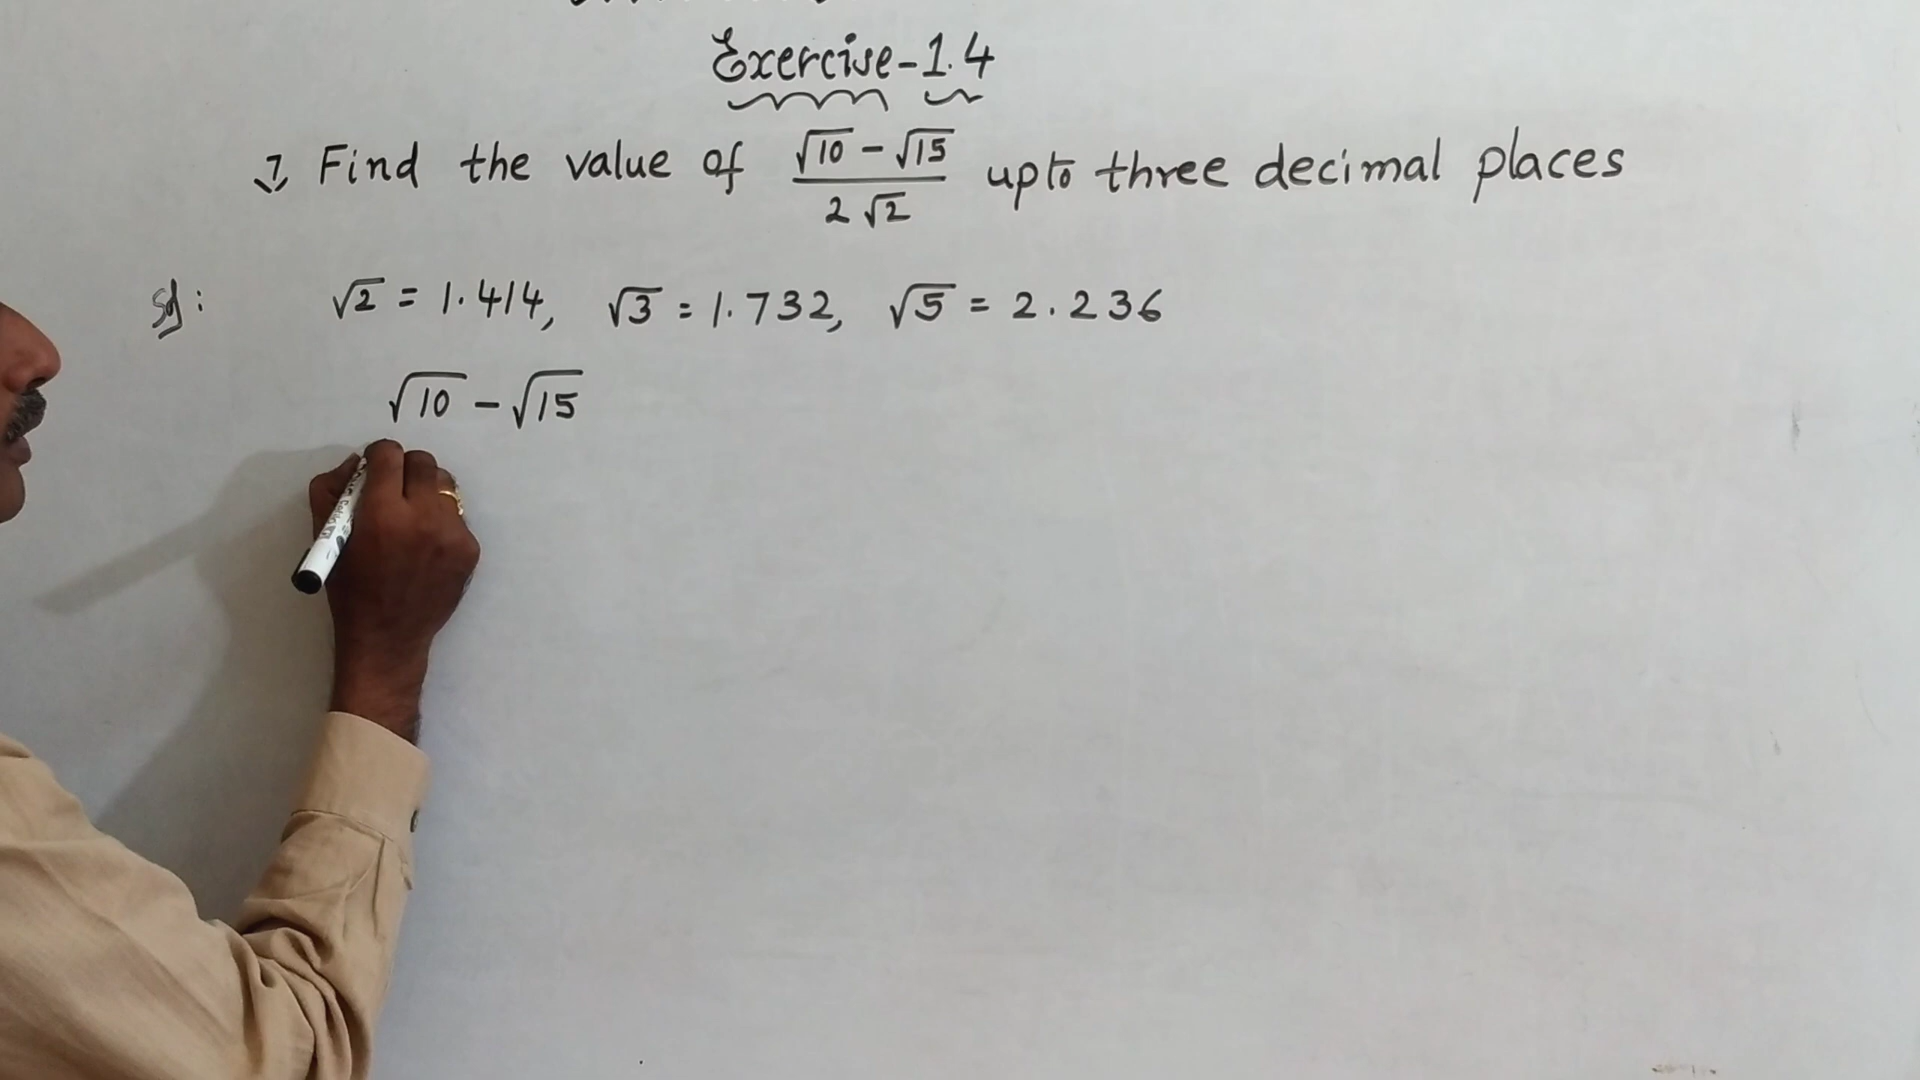 Exercise-1.4
7, Find the value of (√10 - √15)/(2√2) upto three decimal places
Sol: √2 = 1.414, √3 = 1.732, √5 = 2.236
√10 - √15